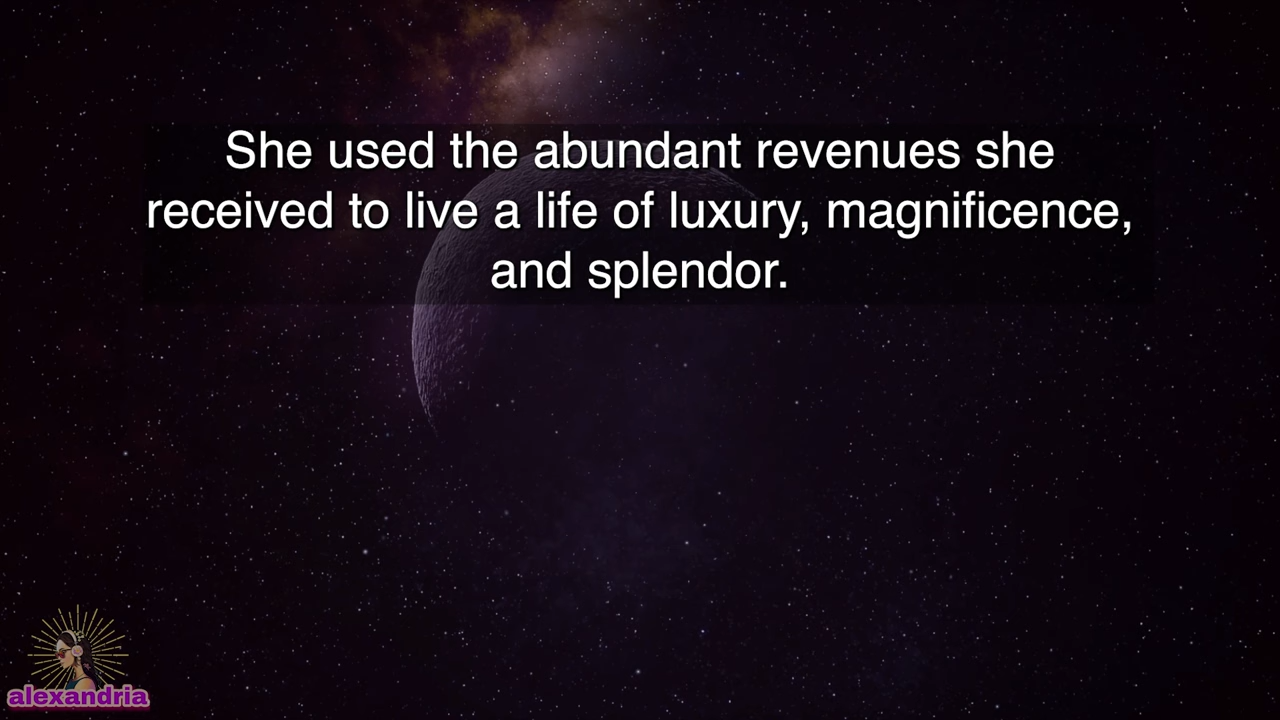 She used the abundant revenues she
received to live a life of luxury, magnificence,
and splendor.
alexandria